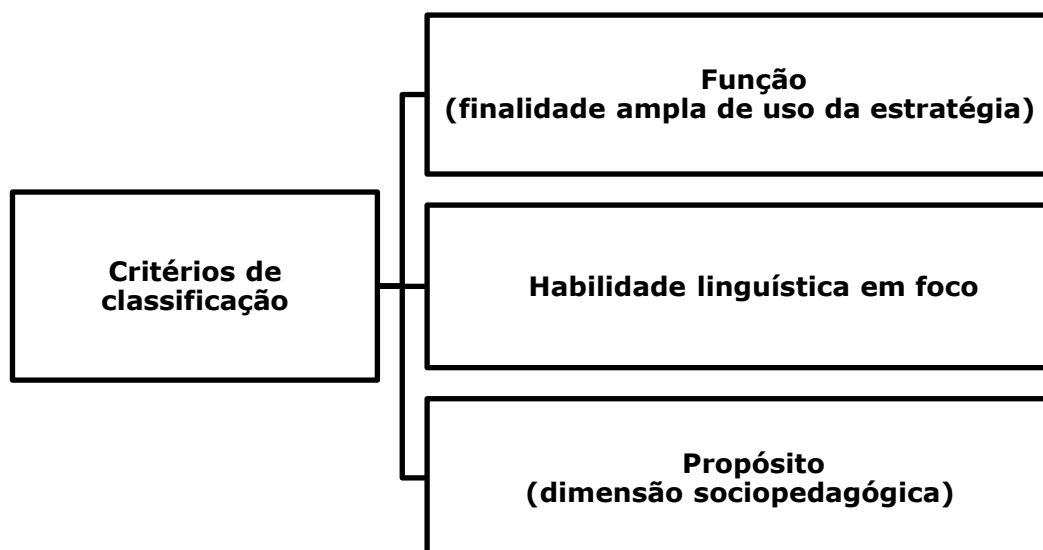 Critérios de
classificação
Função
(finalidade ampla de uso da estratégia)
Habilidade linguística em foco
Propósito
(dimensão sociopedagógica)